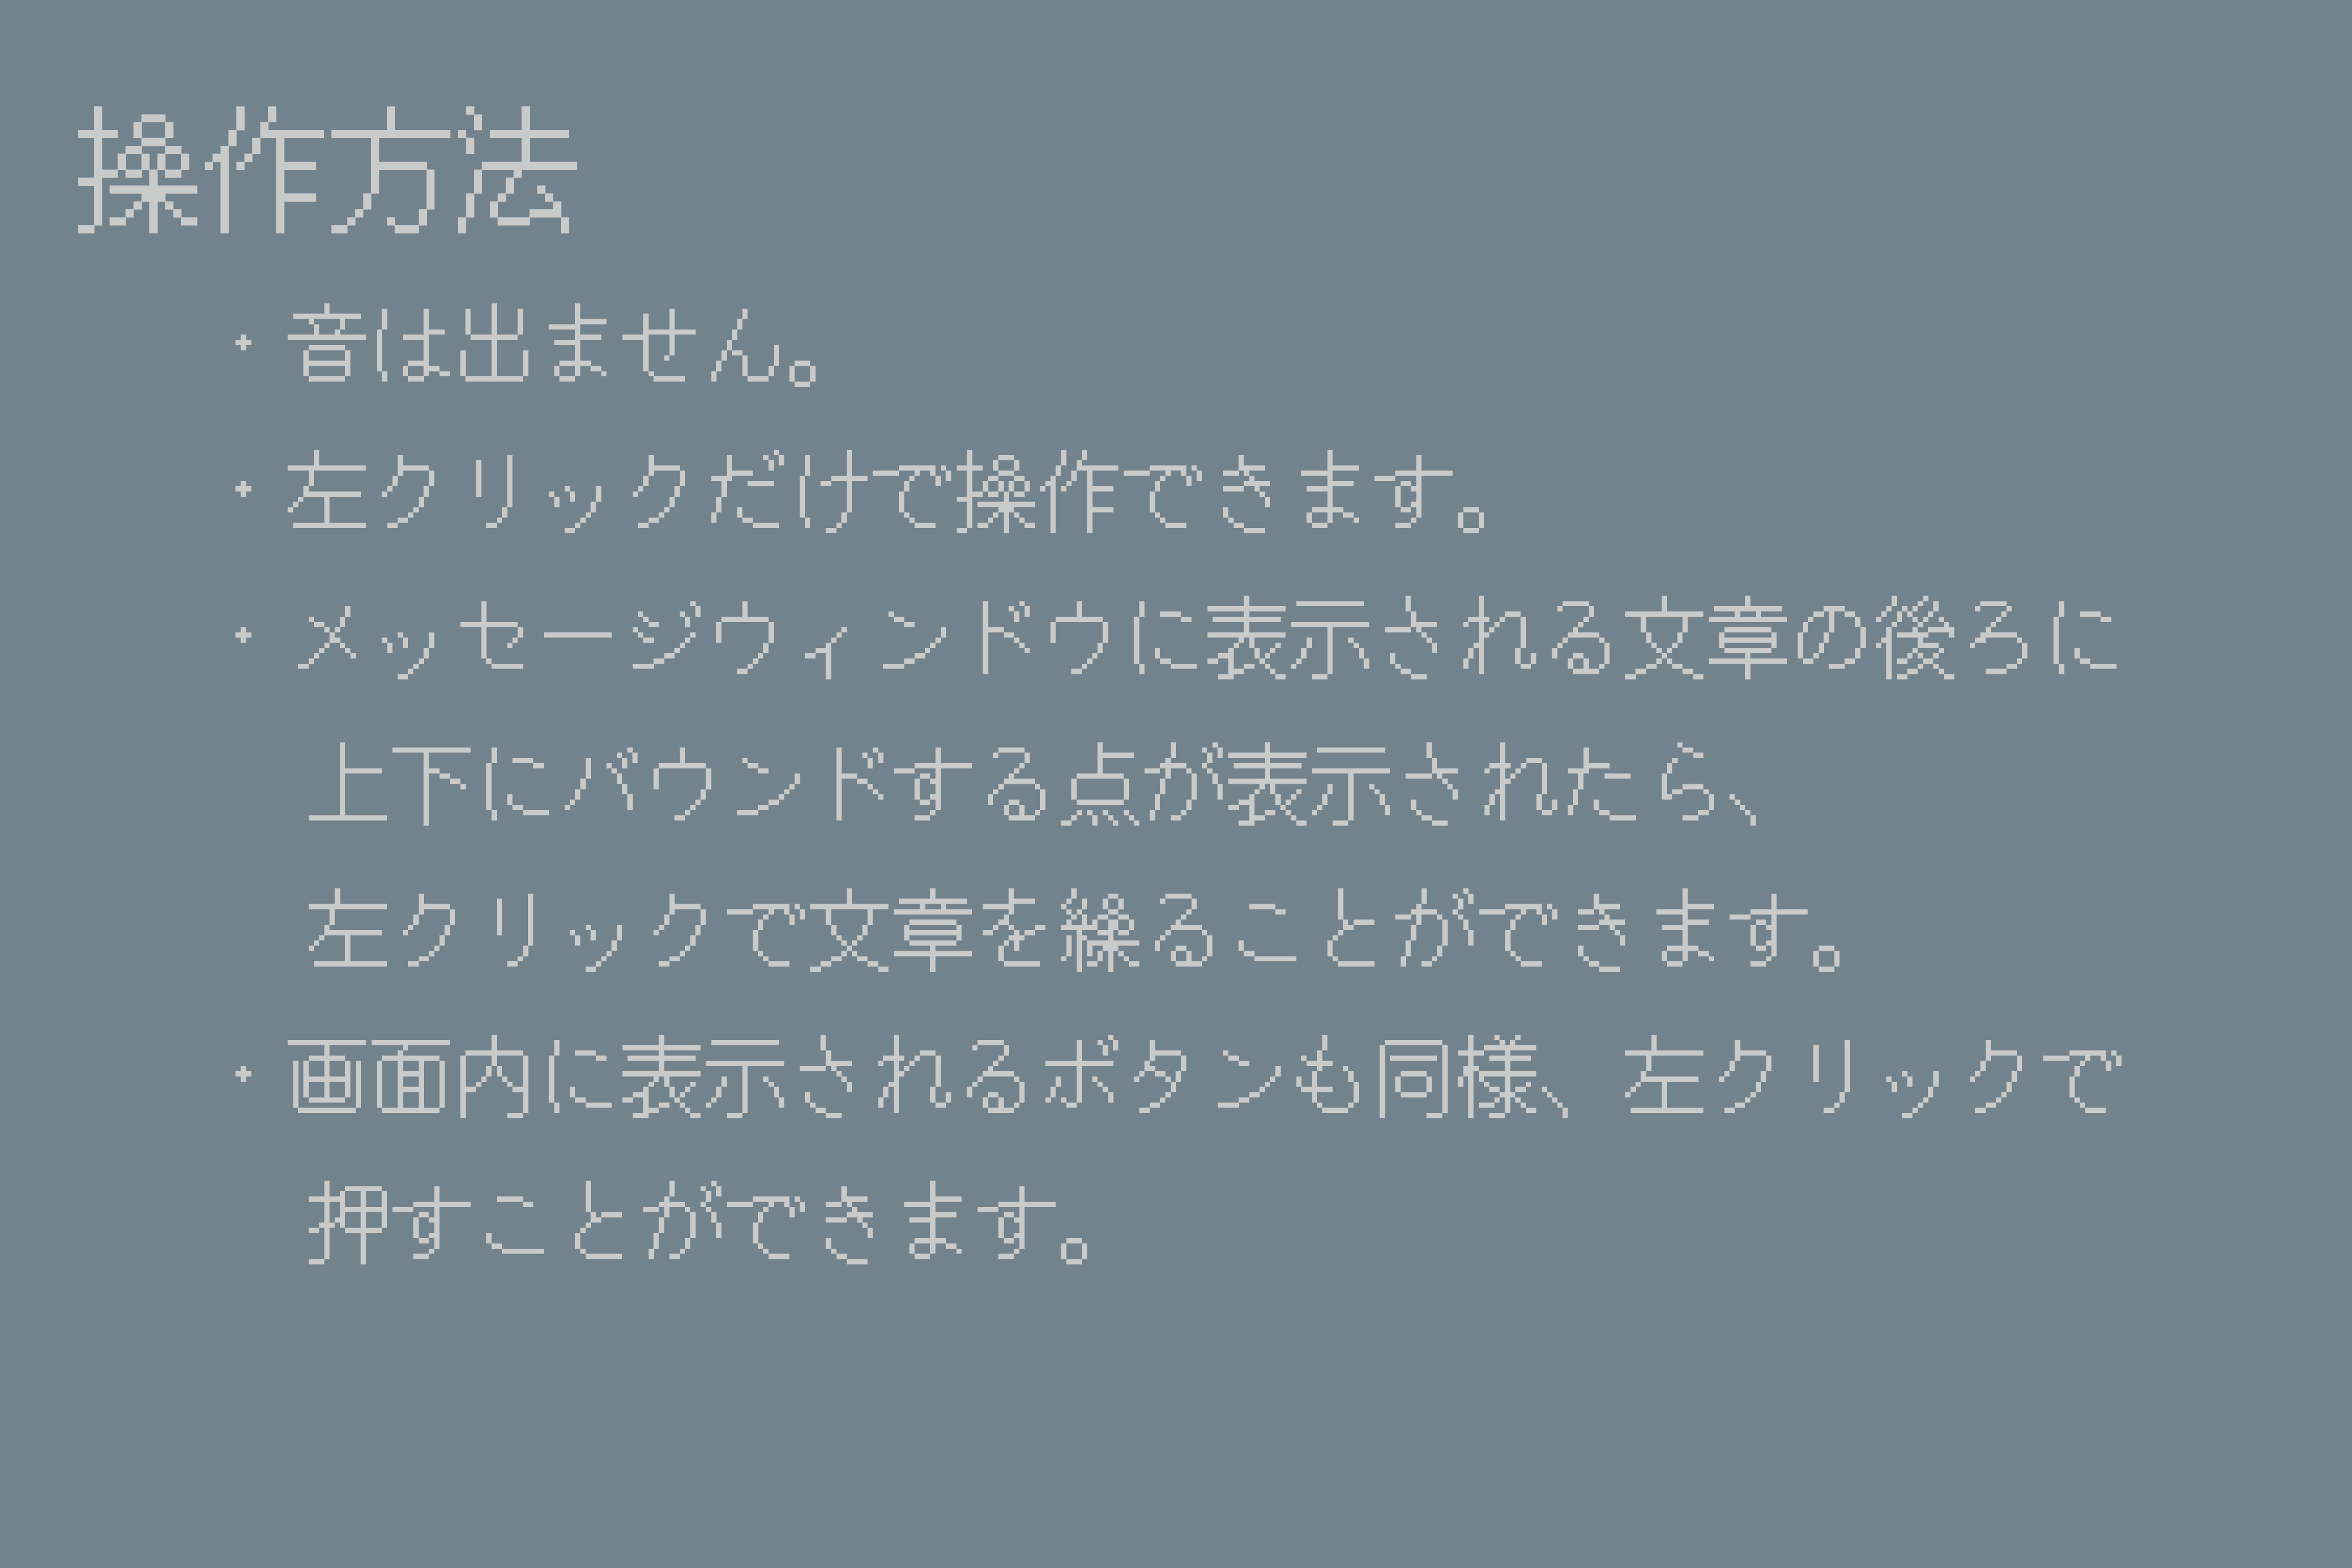 操作方法
・音は出ません。
・左クリックだけで操作できます。
・メッセージウィンドウに表示される文章の後ろに
上下にバウンドする点が表示されたら、
左クリックで文章を繰ることができます。
・画面内に表示されるボタンも同様、左クリックで
押すことができます。